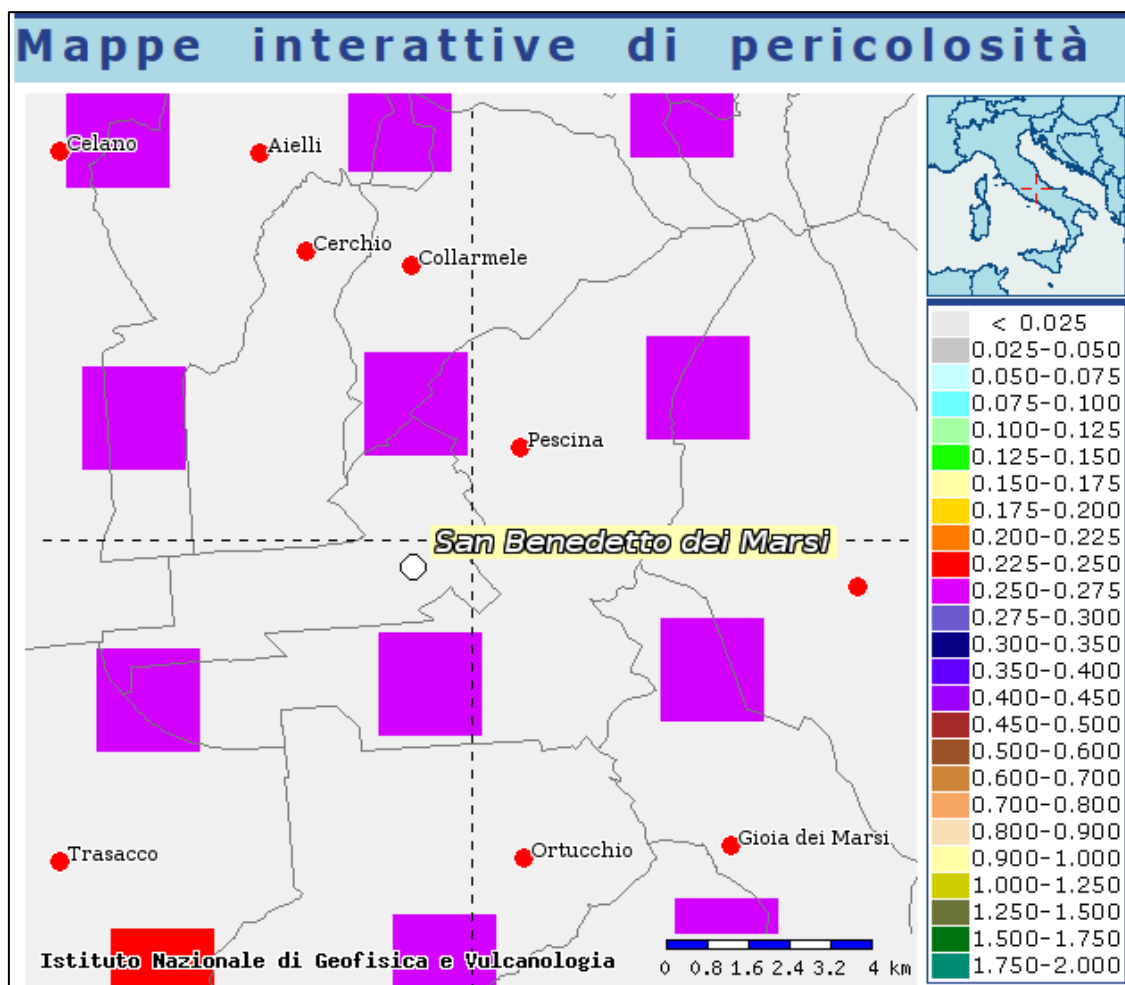 Mappe interattive di pericolosità
Celano
Aielli
Cerchio
Collarmele
Pescina
San Benedetto dei Marsi
Trasacco
Ortucchio
Gioia dei Marsi
Istituto Nazionale di Geofisica e Vulcanologia
0 0.8 1.6 2.4 3.2 4 km
< 0.025
0.025-0.050
0.050-0.075
0.075-0.100
0.100-0.125
0.125-0.150
0.150-0.175
0.175-0.200
0.200-0.225
0.225-0.250
0.250-0.275
0.275-0.300
0.300-0.350
0.350-0.400
0.400-0.450
0.450-0.500
0.500-0.600
0.600-0.700
0.700-0.800
0.800-0.900
0.900-1.000
1.000-1.250
1.250-1.500
1.500-1.750
1.750-2.000